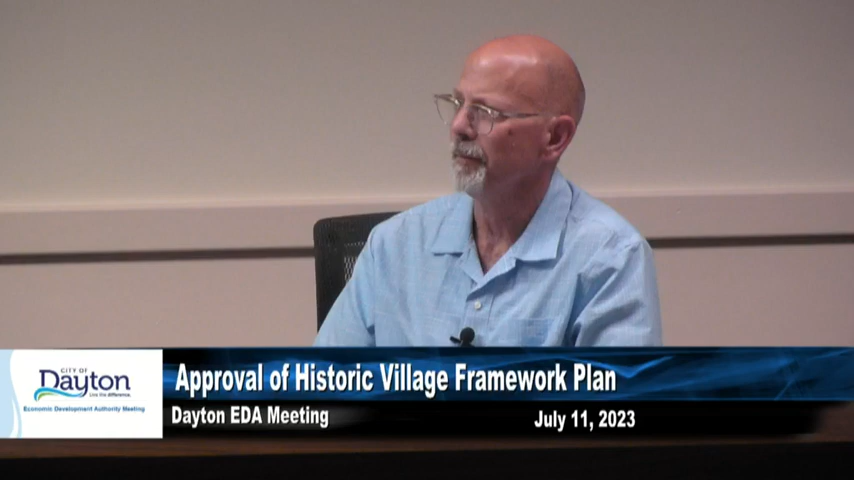 CITY OF
Dayton
Live the difference.
Economic Development Authority Meeting
Approval of Historic Village Framework Plan
Dayton EDA Meeting
July 11, 2023